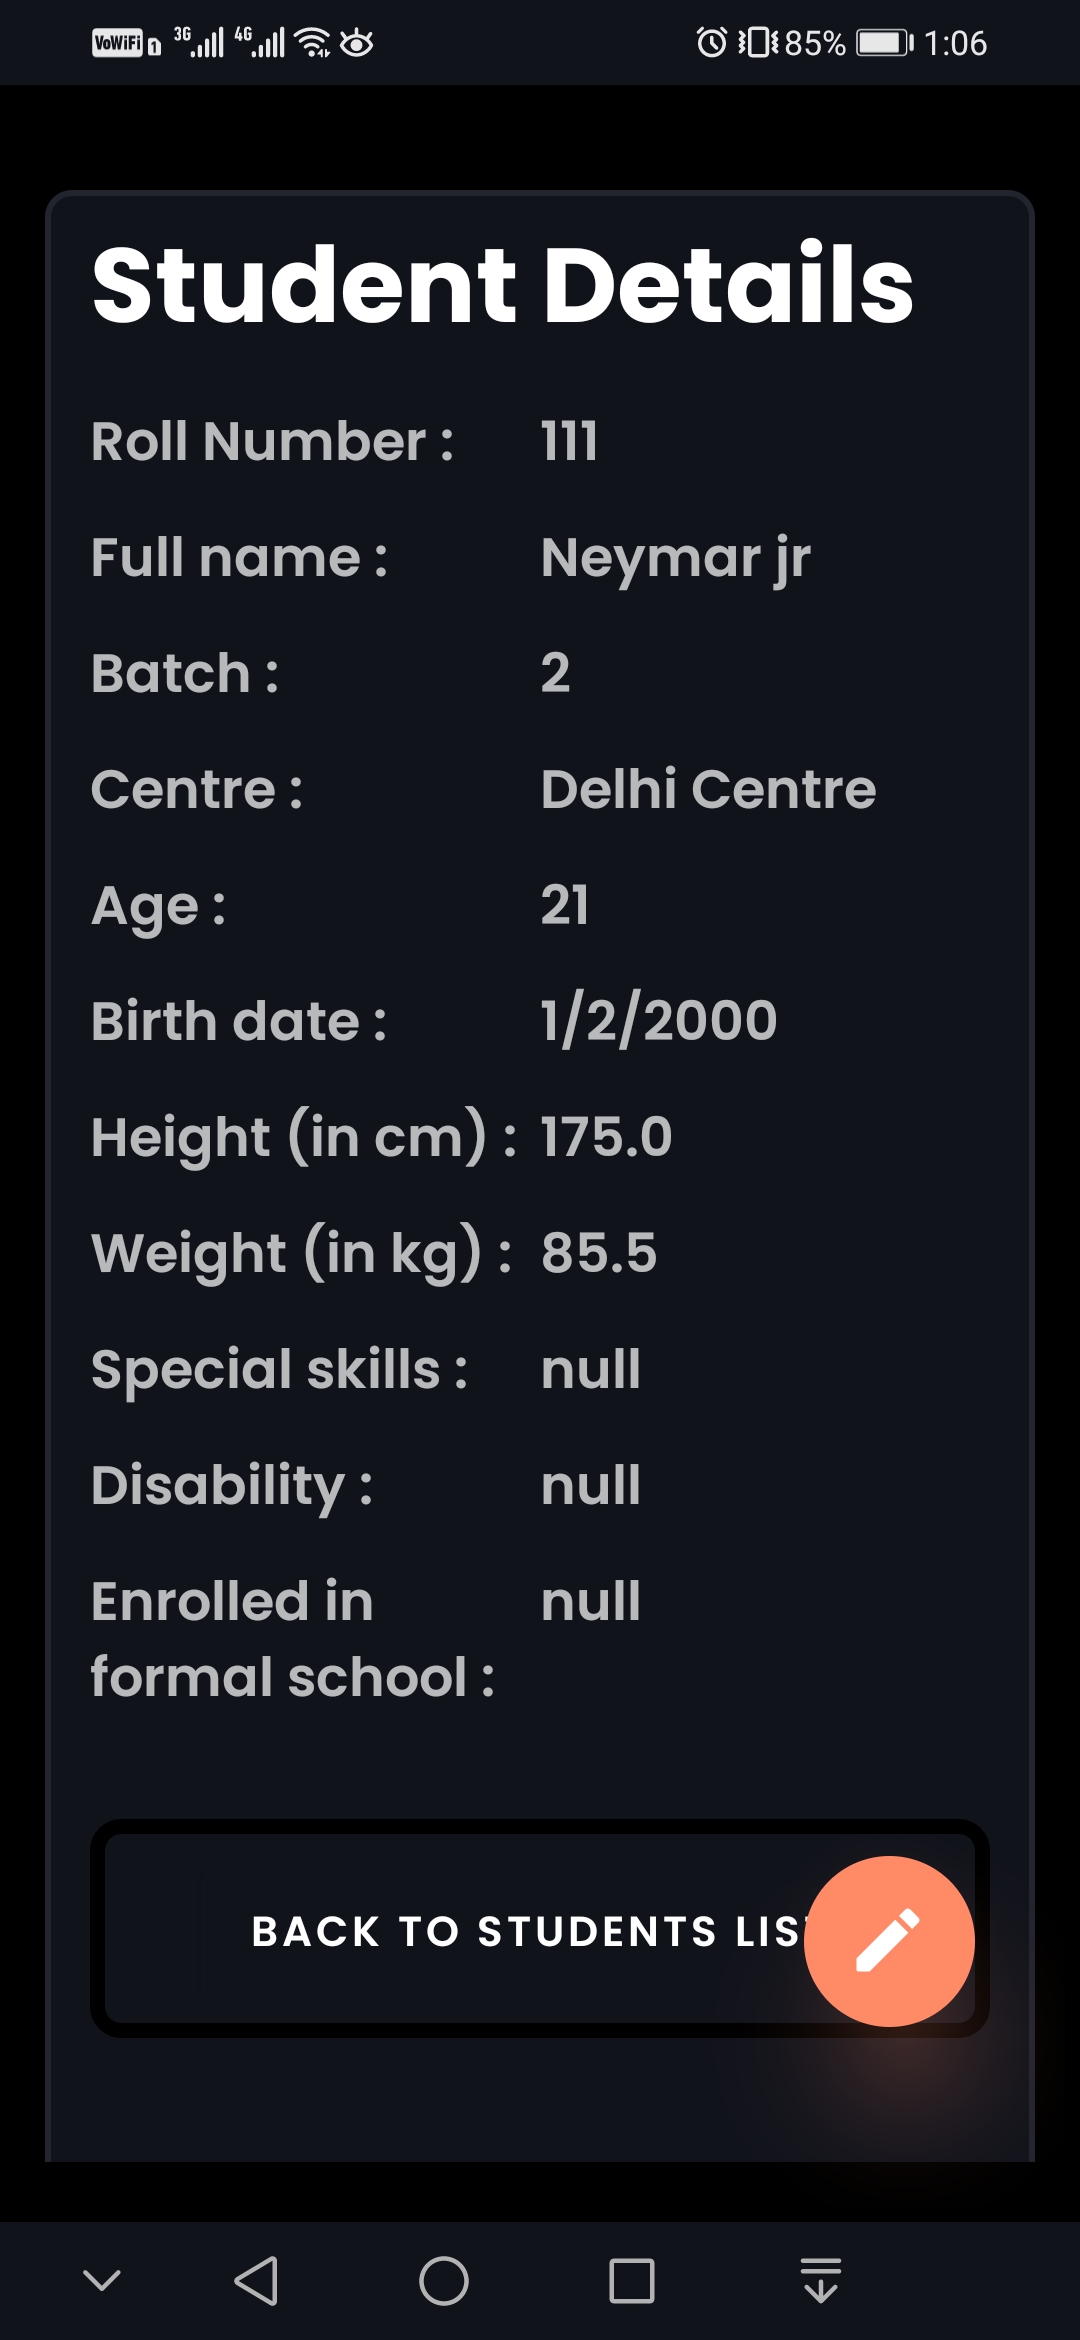 VoWiFi 1 3G 4G 85% 1:06
Student Details
Roll Number : 111
Full name : Neymar jr
Batch : 2
Centre : Delhi Centre
Age : 21
Birth date : 1/2/2000
Height (in cm) : 175.0
Weight (in kg) : 85.5
Special skills : null
Disability : null
Enrolled in null
formal school :
BACK TO STUDENTS LIS